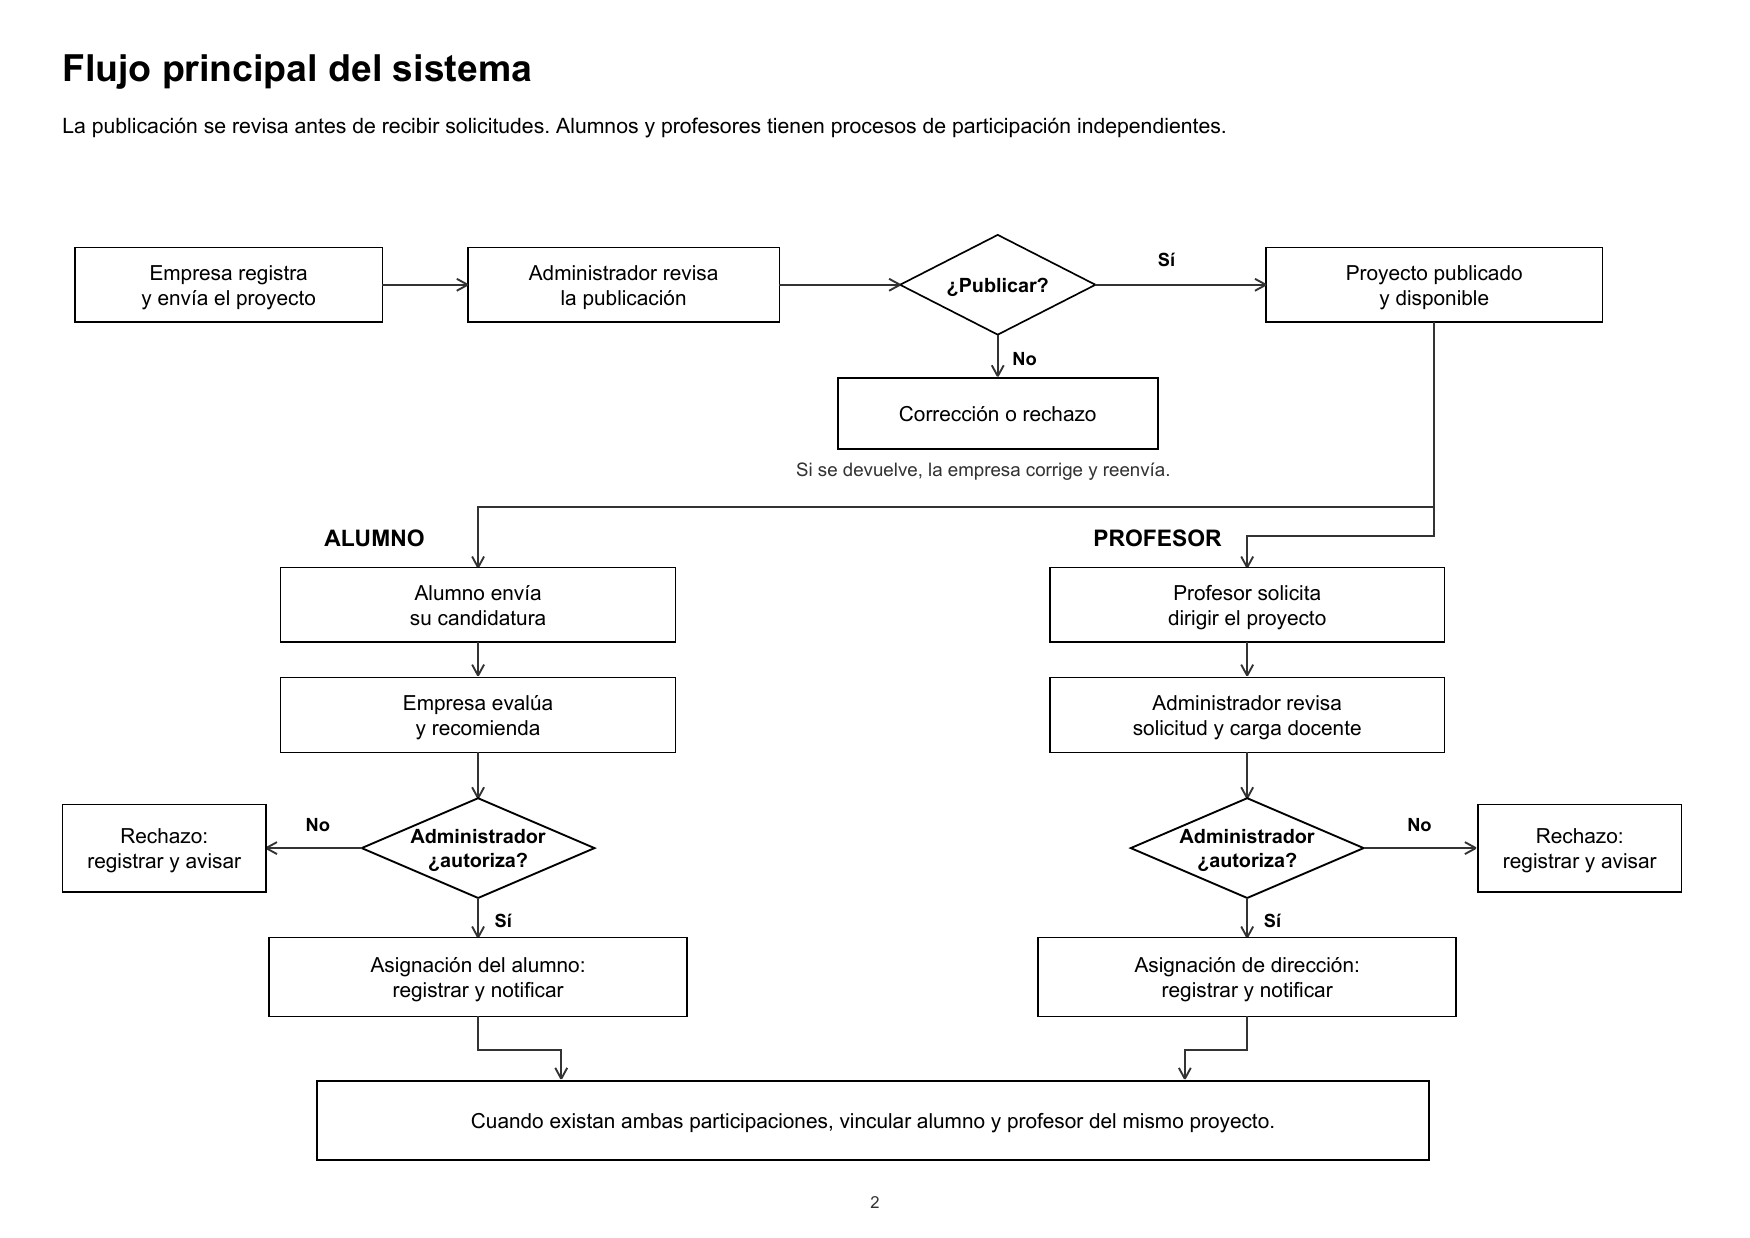 Flujo principal del sistema
La publicación se revisa antes de recibir solicitudes. Alumnos y profesores tienen procesos de participación independientes.
Empresa registra
y envía el proyecto
Administrador revisa
la publicación
¿Publicar?
Sí
Proyecto publicado
y disponible
No
Corrección o rechazo
Si se devuelve, la empresa corrige y reenvía.
ALUMNO
Alumno envía
su candidatura
Empresa evalúa
y recomienda
Administrador
¿autoriza?
No
Rechazo:
registrar y avisar
Sí
Asignación del alumno:
registrar y notificar
PROFESOR
Profesor solicita
dirigir el proyecto
Administrador revisa
solicitud y carga docente
Administrador
¿autoriza?
No
Rechazo:
registrar y avisar
Sí
Asignación de dirección:
registrar y notificar
Cuando existan ambas participaciones, vincular alumno y profesor del mismo proyecto.
2